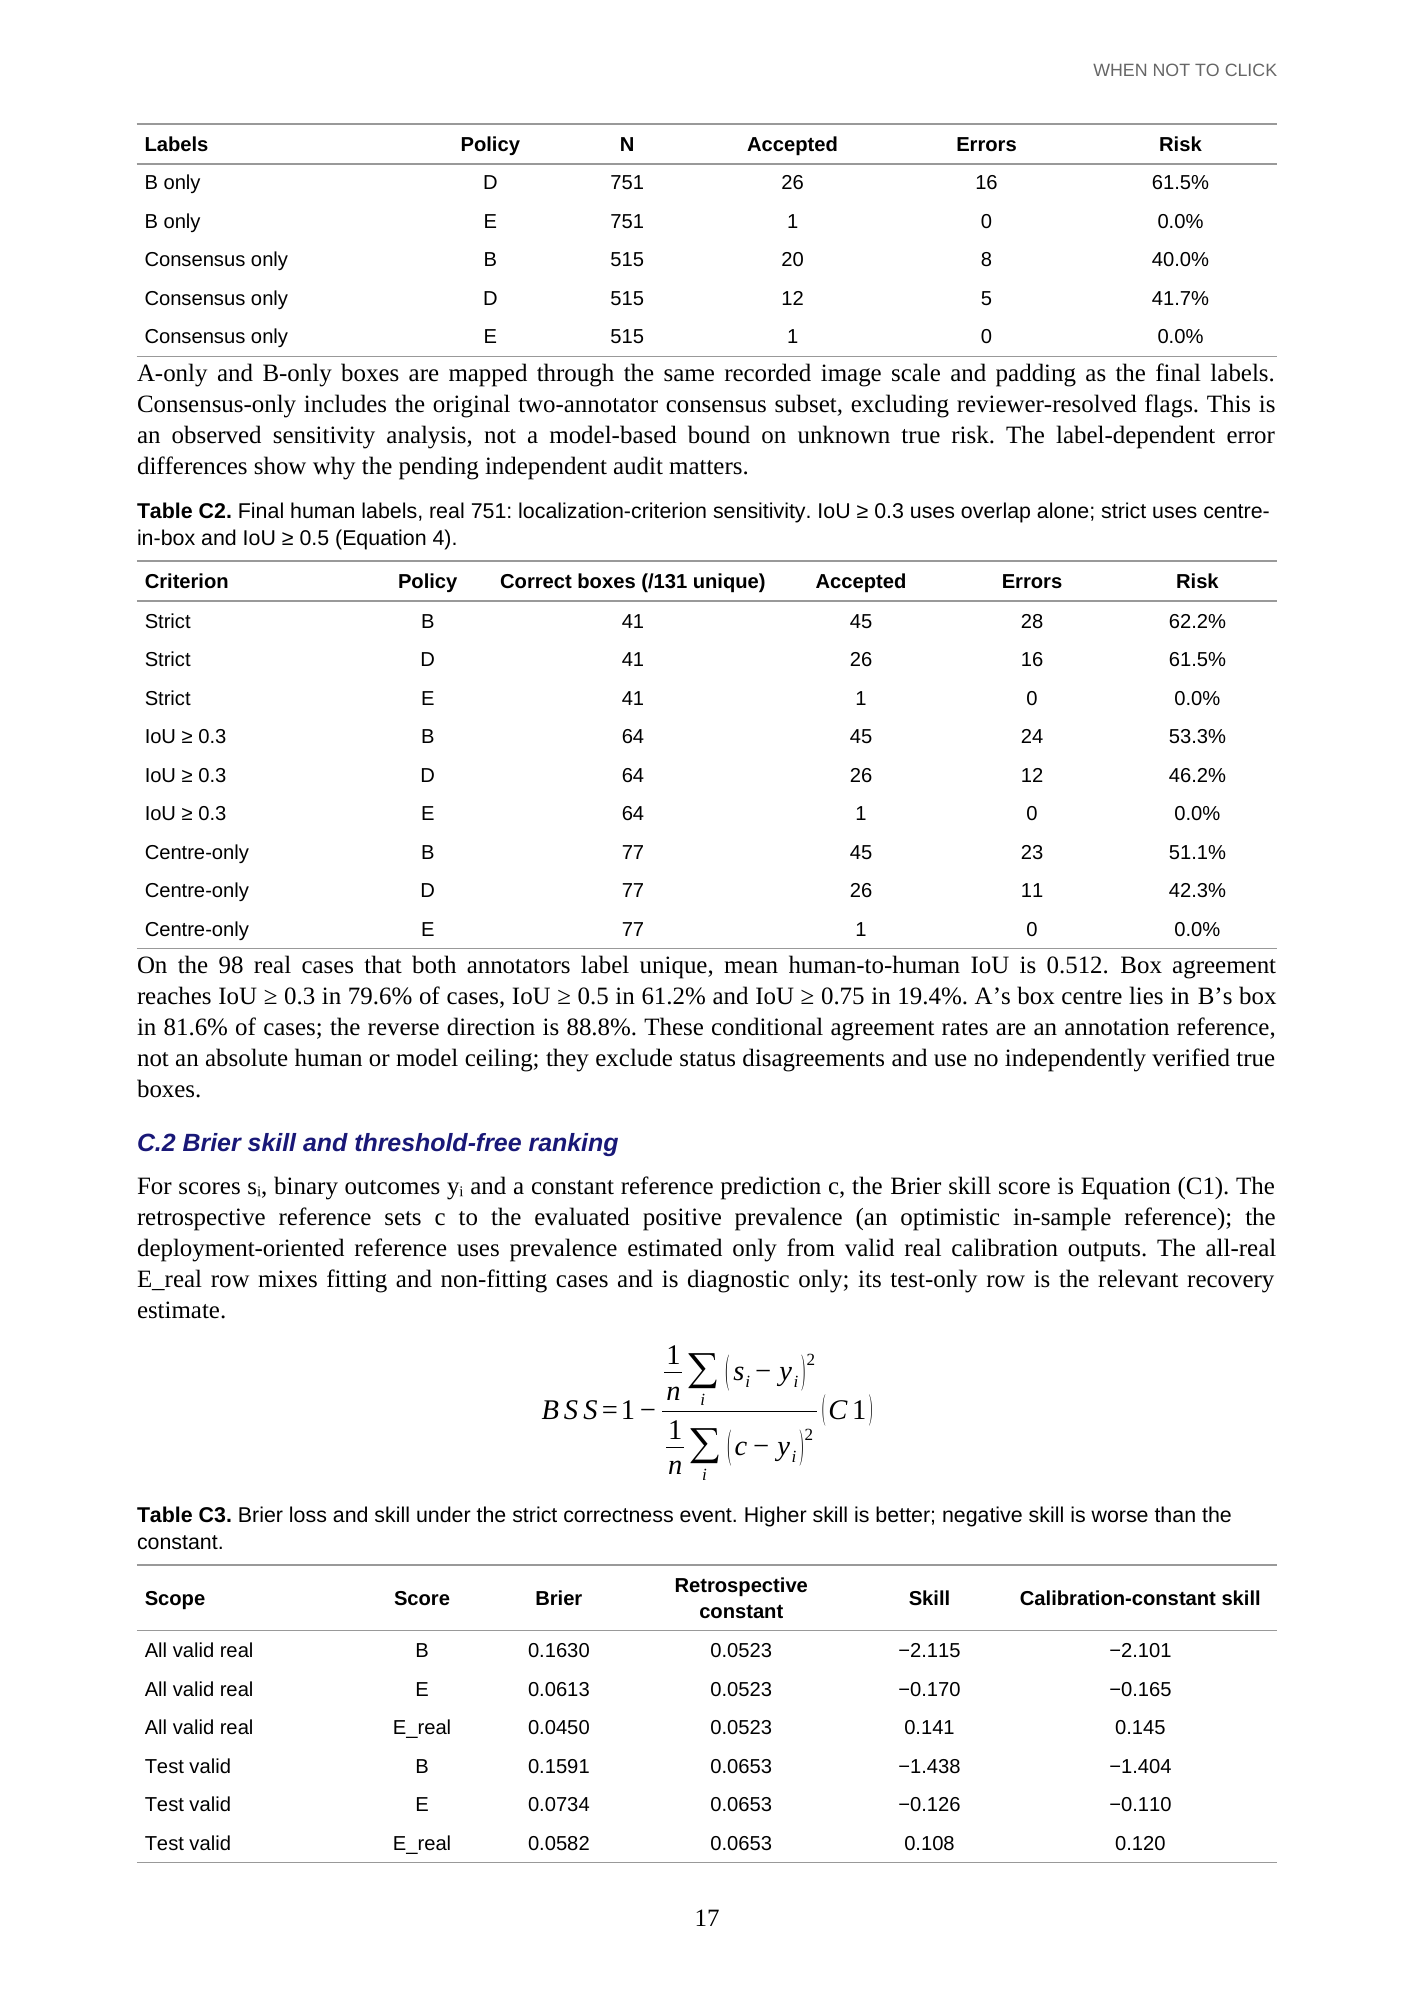 WHEN NOT TO CLICK
Labels Policy N Accepted Errors Risk
B only D 751 26 16 61.5%
B only E 751 1 0 0.0%
Consensus only B 515 20 8 40.0%
Consensus only D 515 12 5 41.7%
Consensus only E 515 1 0 0.0%
A-only and B-only boxes are mapped through the same recorded image scale and padding as the final labels.
Consensus-only includes the original two-annotator consensus subset, excluding reviewer-resolved flags. This is
an observed sensitivity analysis, not a model-based bound on unknown true risk. The label-dependent error
differences show why the pending independent audit matters.
Table C2. Final human labels, real 751: localization-criterion sensitivity. IoU ≥ 0.3 uses overlap alone; strict uses centre-
in-box and IoU ≥ 0.5 (Equation 4).
Criterion Policy Correct boxes (/131 unique) Accepted Errors Risk
Strict B 41 45 28 62.2%
Strict D 41 26 16 61.5%
Strict E 41 1 0 0.0%
IoU ≥ 0.3 B 64 45 24 53.3%
IoU ≥ 0.3 D 64 26 12 46.2%
IoU ≥ 0.3 E 64 1 0 0.0%
Centre-only B 77 45 23 51.1%
Centre-only D 77 26 11 42.3%
Centre-only E 77 1 0 0.0%
On the 98 real cases that both annotators label unique, mean human-to-human IoU is 0.512. Box agreement
reaches IoU ≥ 0.3 in 79.6% of cases, IoU ≥ 0.5 in 61.2% and IoU ≥ 0.75 in 19.4%. A’s box centre lies in B’s box
in 81.6% of cases; the reverse direction is 88.8%. These conditional agreement rates are an annotation reference,
not an absolute human or model ceiling; they exclude status disagreements and use no independently verified true
boxes.
C.2 Brier skill and threshold-free ranking
For scores sᵢ, binary outcomes yᵢ and a constant reference prediction c, the Brier skill score is Equation (C1). The
retrospective reference sets c to the evaluated positive prevalence (an optimistic in-sample reference); the
deployment-oriented reference uses prevalence estimated only from valid real calibration outputs. The all-real
E_real row mixes fitting and non-fitting cases and is diagnostic only; its test-only row is the relevant recovery
estimate.
BSS = 1 − (1/n ∑ᵢ (sᵢ − yᵢ)²) / (1/n ∑ᵢ (c − yᵢ)²) (C1)
Table C3. Brier loss and skill under the strict correctness event. Higher skill is better; negative skill is worse than the
constant.
Scope Score Brier Retrospective constant Skill Calibration-constant skill
All valid real B 0.1630 0.0523 −2.115 −2.101
All valid real E 0.0613 0.0523 −0.170 −0.165
All valid real E_real 0.0450 0.0523 0.141 0.145
Test valid B 0.1591 0.0653 −1.438 −1.404
Test valid E 0.0734 0.0653 −0.126 −0.110
Test valid E_real 0.0582 0.0653 0.108 0.120
17